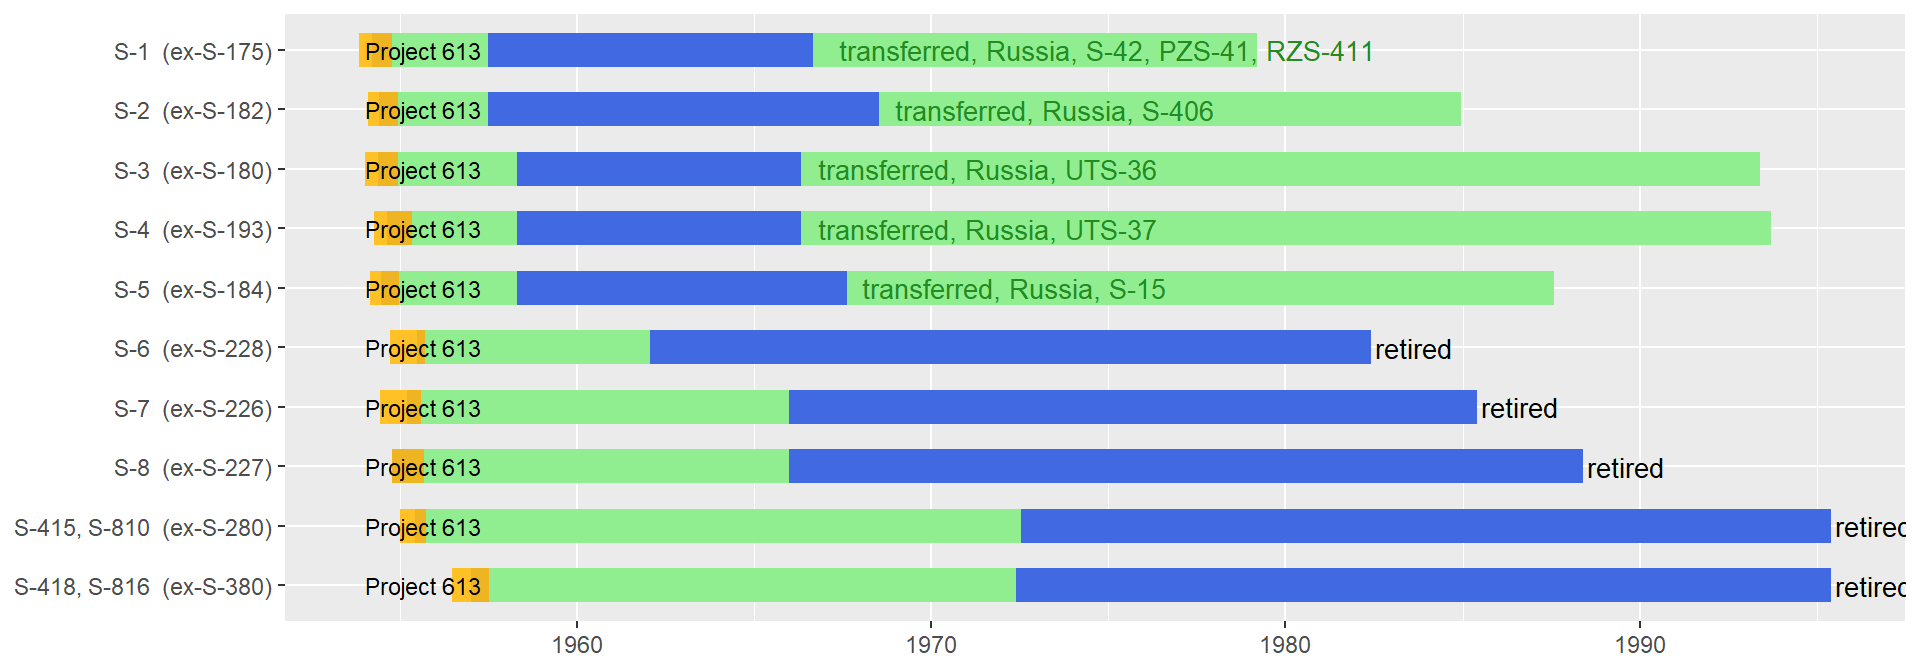 S-1 (ex-S-175) Project 613 transferred, Russia, S-42, PZS-41, RZS-411
S-2 (ex-S-182) Project 613 transferred, Russia, S-406
S-3 (ex-S-180) Project 613 transferred, Russia, UTS-36
S-4 (ex-S-193) Project 613 transferred, Russia, UTS-37
S-5 (ex-S-184) Project 613 transferred, Russia, S-15
S-6 (ex-S-228) Project 613 retired
S-7 (ex-S-226) Project 613 retired
S-8 (ex-S-227) Project 613 retired
S-415, S-810 (ex-S-280) Project 613 retired
S-418, S-816 (ex-S-380) Project 613 retired
1960 1970 1980 1990